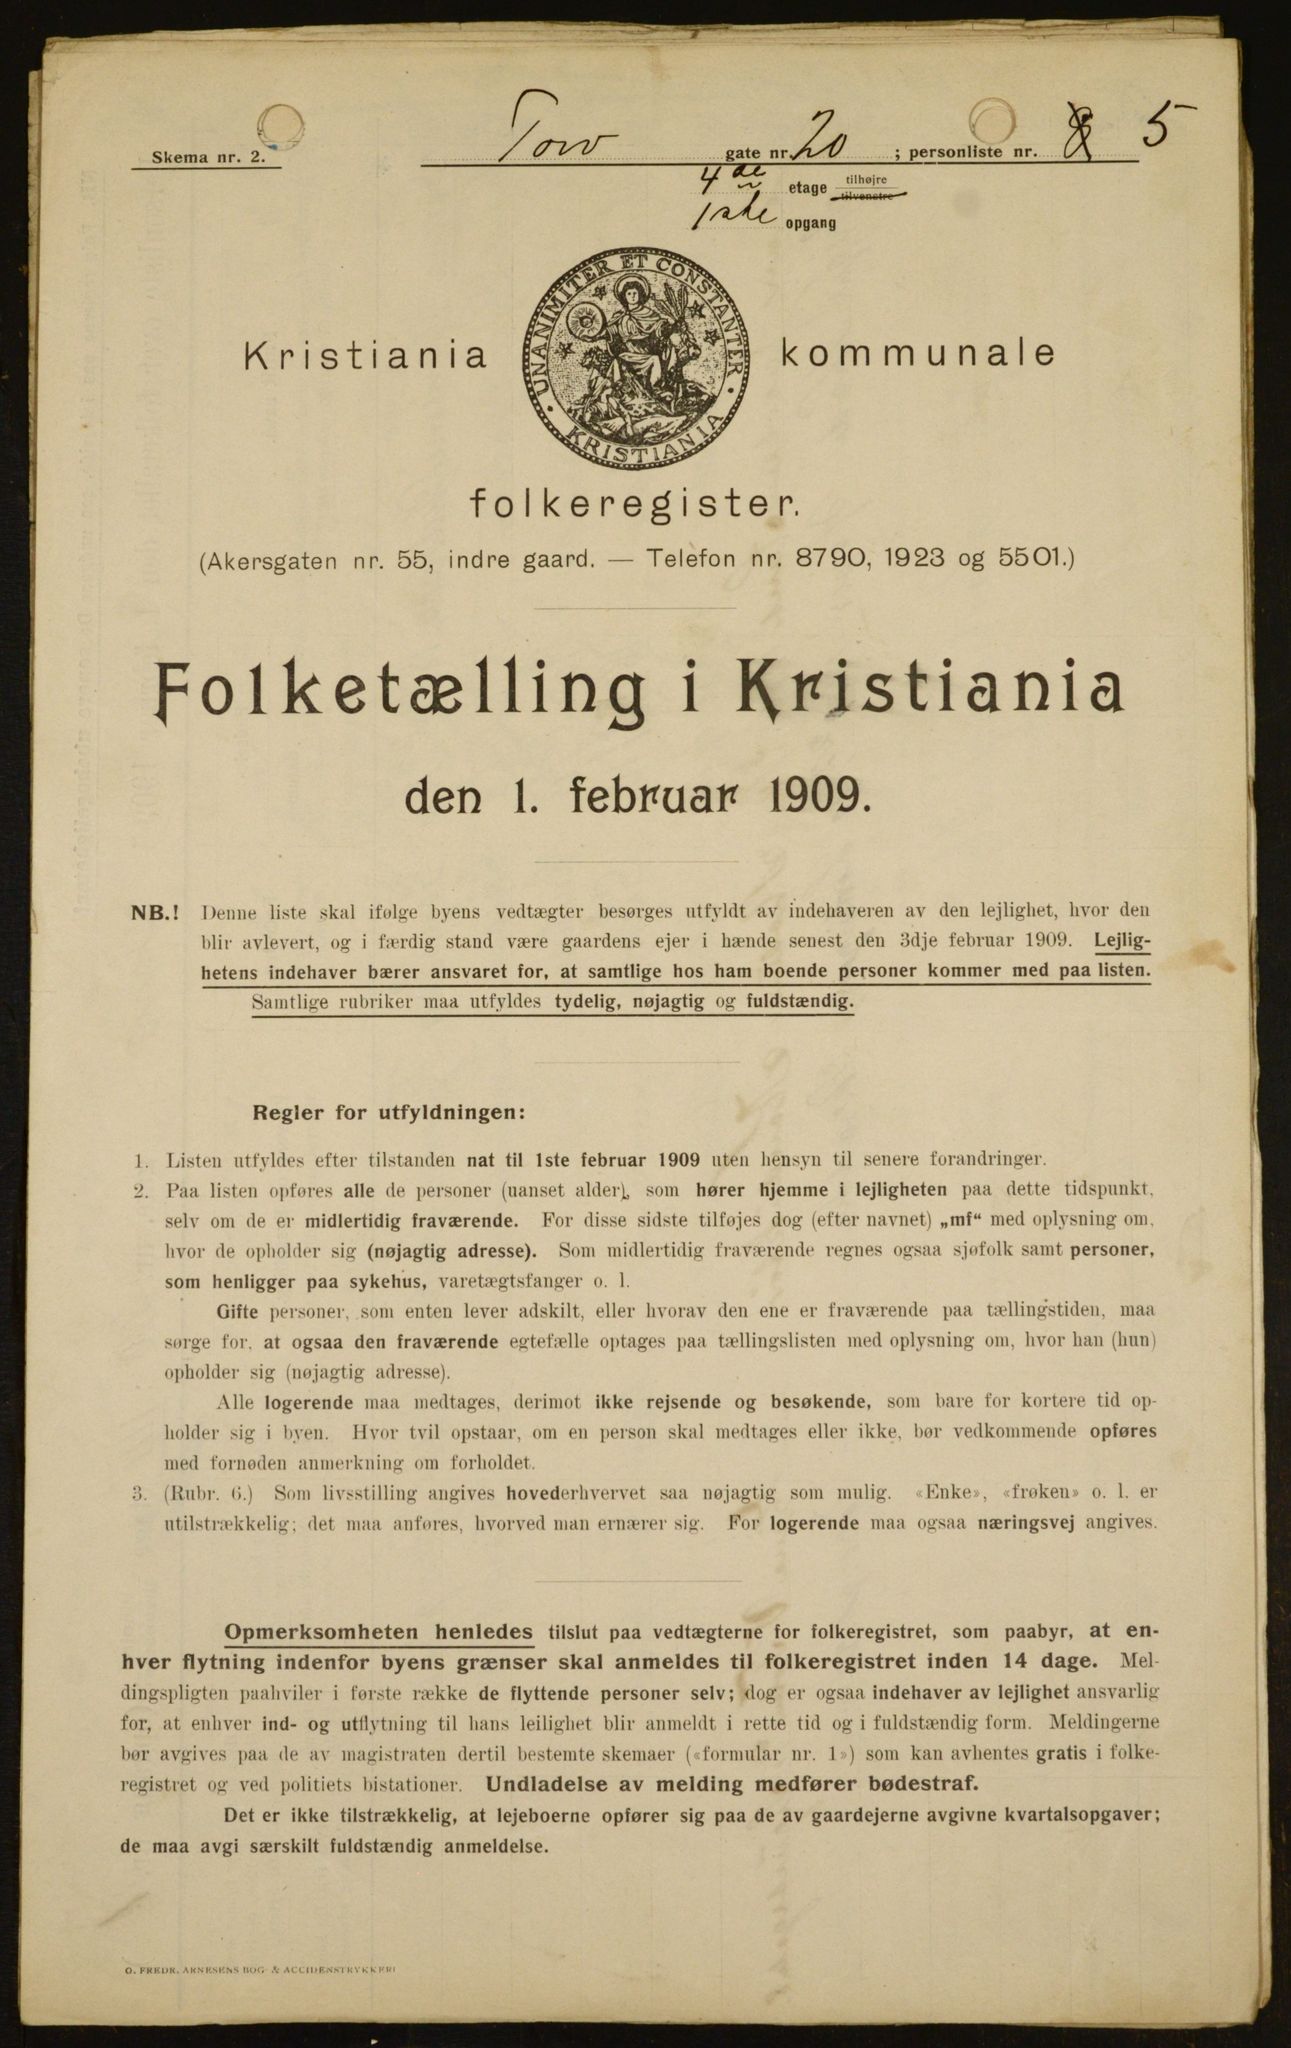 Skema nr. 2.
Torv gate nr. 20 ; personliste nr. 5
4de etage tilhøjre
tilvenstre
1ste opgang
UNANIMITER ET CONSTANTER
KRISTIANIA
Kristiania kommunale
folkeregister.
(Akersgaten nr. 55, indre gaard. — Telefon nr. 8790, 1923 og 5501.)
Folketælling i Kristiania
den 1. februar 1909.
NB.! Denne liste skal ifølge byens vedtægter besørges utfyldt av indehaveren av den lejlighet, hvor den
blir avlevert, og i færdig stand være gaardens ejer i hænde senest den 3dje februar 1909. Lejlig-
hetens indehaver bærer ansvaret for, at samtlige hos ham boende personer kommer med paa listen.
Samtlige rubriker maa utfyldes tydelig, nøjagtig og fuldstændig.
Regler for utfyldningen:
1. Listen utfyldes efter tilstanden nat til 1ste februar 1909 uten hensyn til senere forandringer.
2. Paa listen opføres alle de personer (uanset alder), som hører hjemme i lejligheten paa dette tidspunkt,
selv om de er midlertidig fraværende. For disse sidste tilføjes dog (efter navnet) „mf“ med oplysning om,
hvor de opholder sig (nøjagtig adresse). Som midlertidig fraværende regnes ogsaa sjøfolk samt personer,
som henligger paa sykehus, varetægtsfanger o. l.
Gifte personer, som enten lever adskilt, eller hvorav den ene er fraværende paa tællingstiden, maa
sørge for, at ogsaa den fraværende egtefælle optages paa tællingslisten med oplysning om, hvor han (hun)
opholder sig (nøjagtig adresse).
Alle logerende maa medtages, derimot ikke rejsende og besøkende, som bare for kortere tid op-
holder sig i byen. Hvor tvil opstaar, om en person skal medtages eller ikke, bør vedkommende opføres
med fornøden anmerkning om forholdet.
3. (Rubr. 6.) Som livsstilling angives hovederhvervet saa nøjagtig som mulig. «Enke», «frøken» o. l. er
utilstrækkelig; det maa anføres, hvorved man ernærer sig. For logerende maa ogsaa næringsvej angives.
Opmerksomheten henledes tilslut paa vedtægterne for folkeregistret, som paabyr, at en-
hver flytning indenfor byens grænser skal anmeldes til folkeregistret inden 14 dage. Mel-
dingspligten paahviler i første række de flyttende personer selv; dog er ogsaa indehaver av lejlighet ansvarlig
for, at enhver ind- og utflytning til hans leilighet blir anmeldt i rette tid og i fuldstændig form. Meldingerne
bør avgives paa de av magistraten dertil bestemte skemaer («formular nr. 1») som kan avhentes gratis i folke-
registret og ved politiets bistationer. Undladelse av melding medfører bødestraf.
Det er ikke tilstrækkelig, at lejeboerne opfører sig paa de av gaardejerne avgivne kvartalsopgaver;
de maa avgi særskilt fuldstændig anmeldelse.
O. FREDR. ARNESENS BOG- & ACCIDENSTRYKKERI